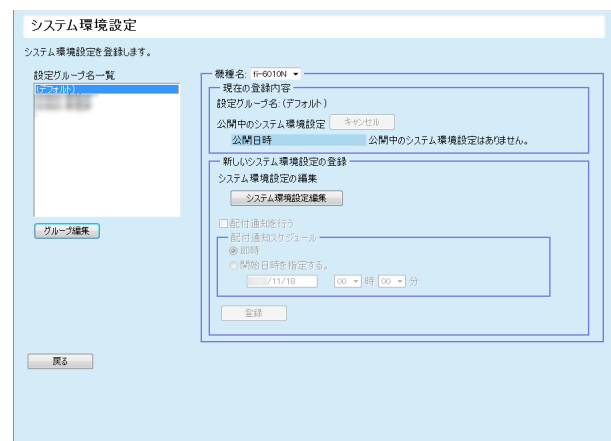 システム環境設定
システム環境設定を登録します。
設定グループ名一覧
(デフォルト)
グループ編集
機種名: fi-6010N
現在の登録内容
設定グループ名:(デフォルト)
公開中のシステム環境設定 キャンセル
公開日時 公開中のシステム環境設定はありません。
新しいシステム環境設定の登録
システム環境設定の編集
システム環境設定編集
配付通知を行う
配付通知スケジュール
即時
開始日時を指定する。
/11/18 00 時 00 分
登録
戻る